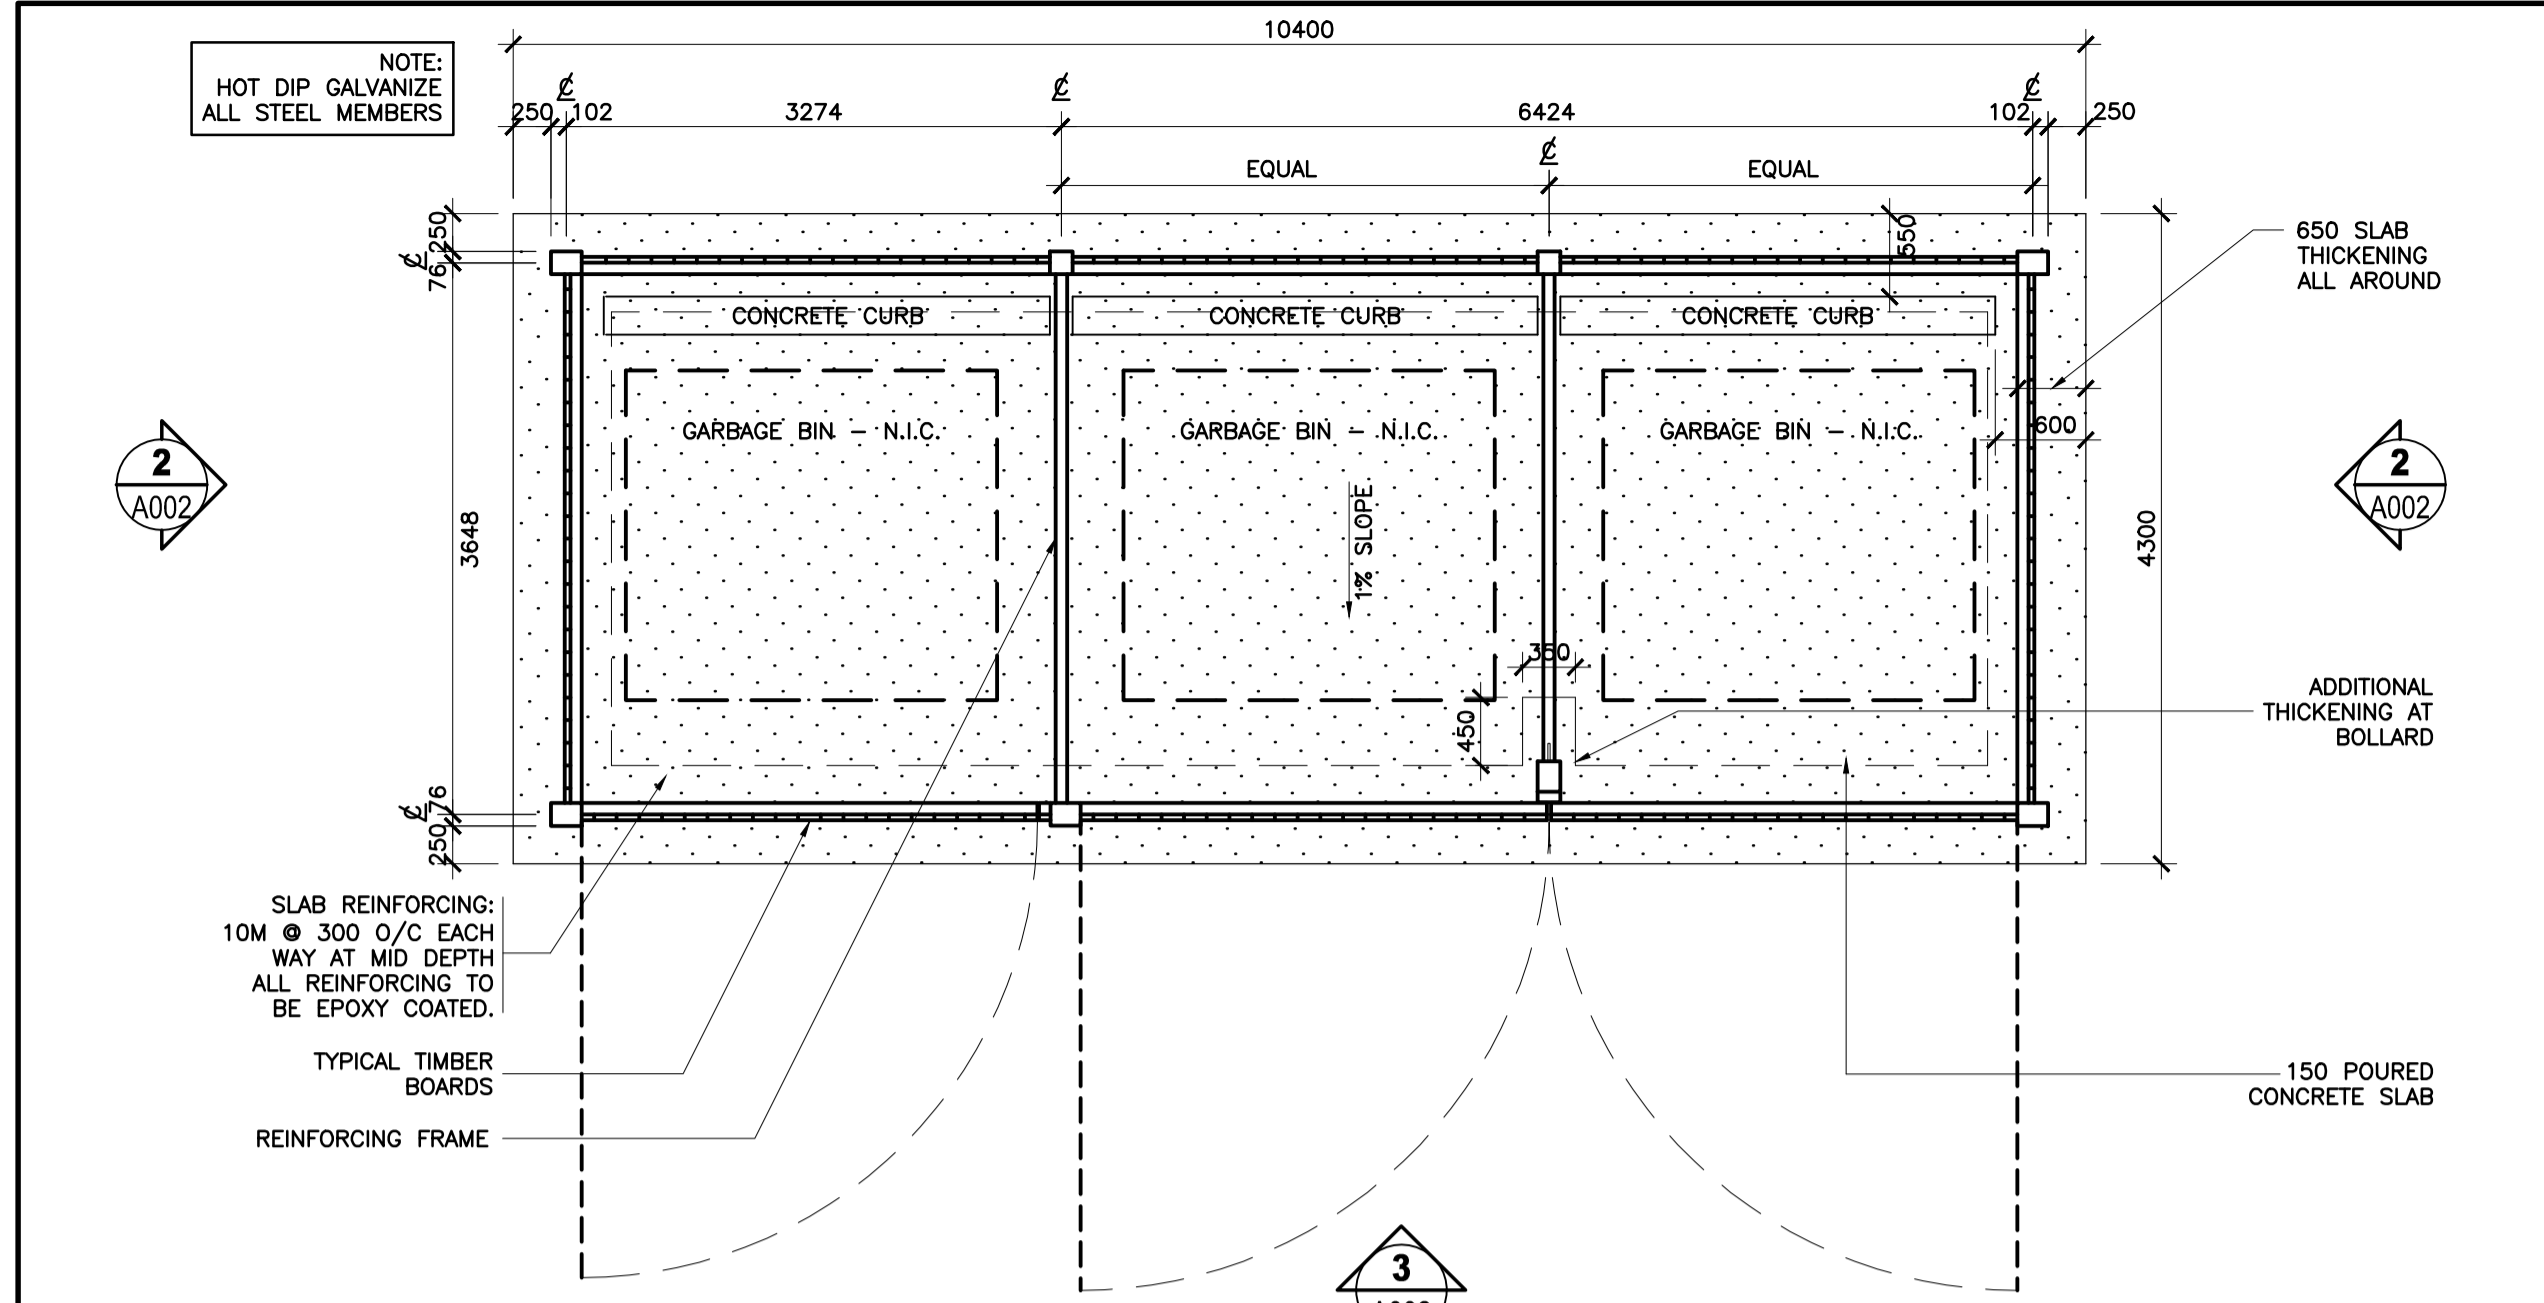 10400
NOTE:
HOT DIP GALVANIZE
ALL STEEL MEMBERS
℄ ℄ ℄
250 102 3274 6424 102 250
℄
EQUAL EQUAL
250
℄
76
550
650 SLAB
THICKENING
ALL AROUND
CONCRETE CURB CONCRETE CURB CONCRETE CURB
GARBAGE BIN – N.I.C. GARBAGE BIN – N.I.C. GARBAGE BIN – N.I.C.
600
2
A002
2
A002
3648
1% SLOPE
4300
350
450
ADDITIONAL
THICKENING AT
BOLLARD
76
℄
250
SLAB REINFORCING:
10M @ 300 O/C EACH
WAY AT MID DEPTH
ALL REINFORCING TO
BE EPOXY COATED.
TYPICAL TIMBER
BOARDS
REINFORCING FRAME
150 POURED
CONCRETE SLAB
3